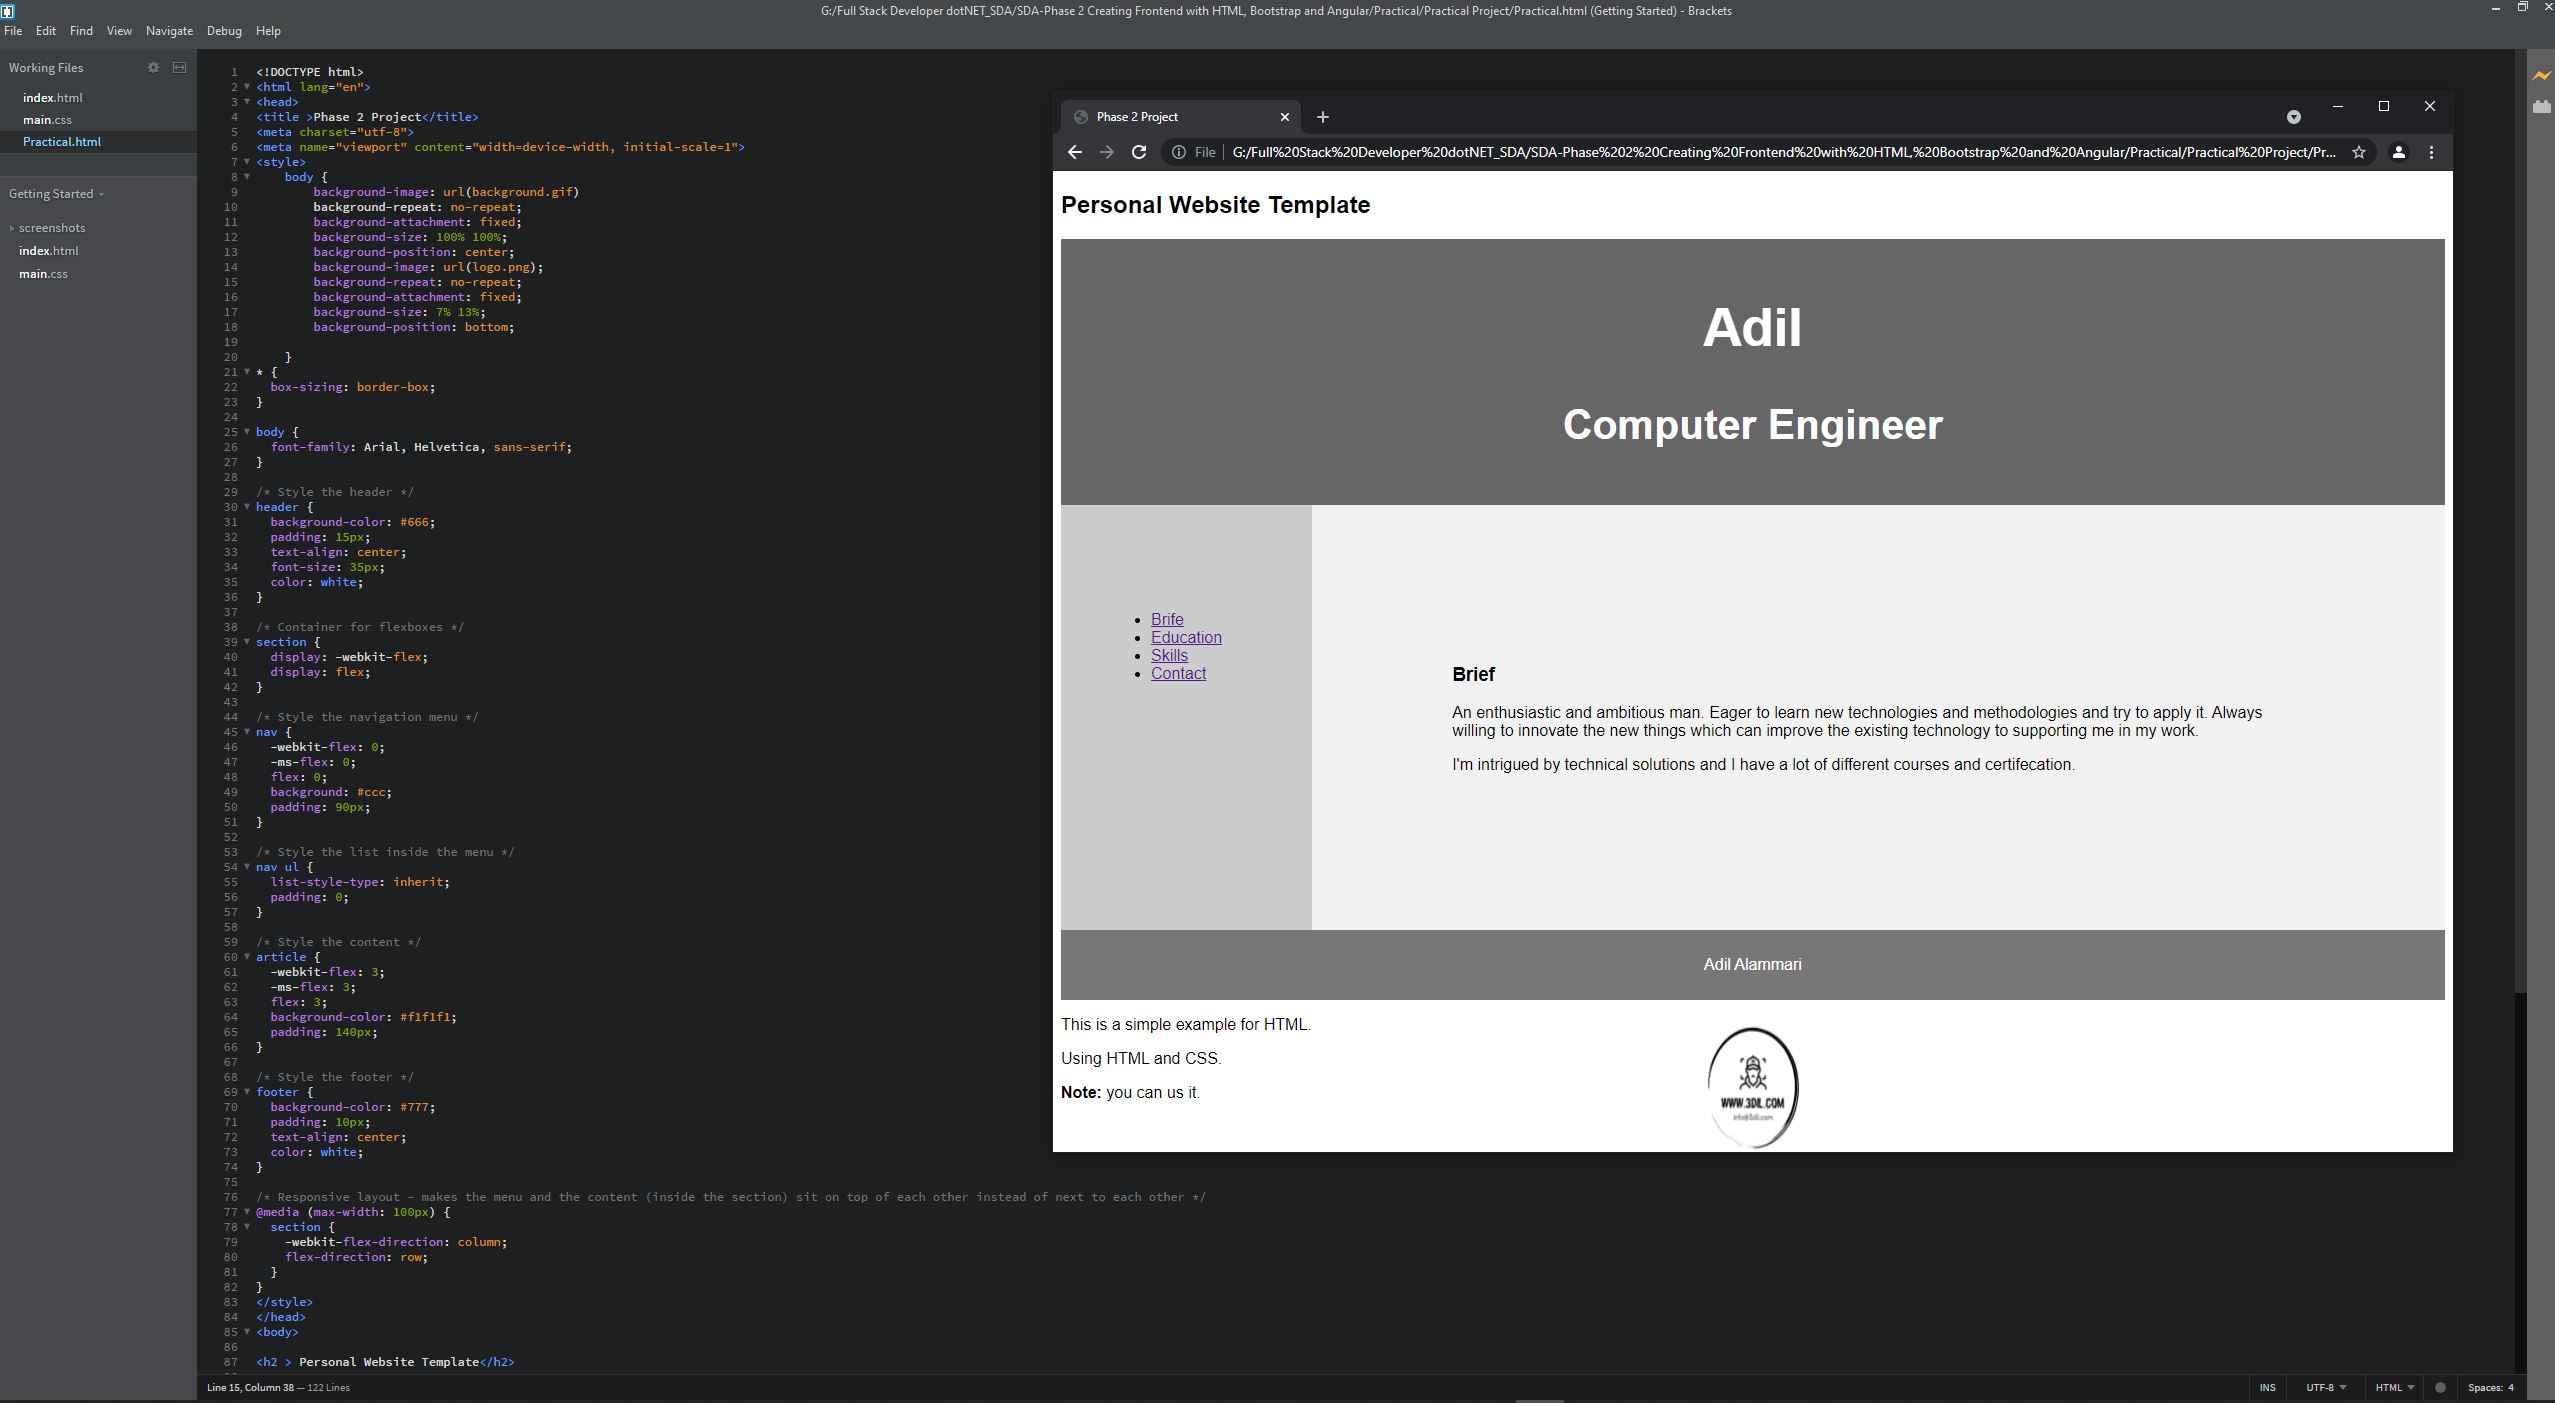 G:/Full Stack Developer dotNET_SDA/SDA-Phase 2 Creating Frontend with HTML, Bootstrap and Angular/Practical/Practical Project/Practical.html (Getting Started) - Brackets
File Edit Find View Navigate Debug Help
Working Files
index.html
main.css
Practical.html
Getting Started
screenshots
index.html
main.css
1 <!DOCTYPE html>
2 <html lang="en">
3 <head>
4 <title >Phase 2 Project</title>
5 <meta charset="utf-8">
6 <meta name="viewport" content="width=device-width, initial-scale=1">
7 <style>
8 body {
9 background-image: url(background.gif)
10 background-repeat: no-repeat;
11 background-attachment: fixed;
12 background-size: 100% 100%;
13 background-position: center;
14 background-image: url(logo.png);
15 background-repeat: no-repeat;
16 background-attachment: fixed;
17 background-size: 7% 13%;
18 background-position: bottom;
19
20 }
21 * {
22 box-sizing: border-box;
23 }
24
25 body {
26 font-family: Arial, Helvetica, sans-serif;
27 }
28
29 /* Style the header */
30 header {
31 background-color: #666;
32 padding: 15px;
33 text-align: center;
34 font-size: 35px;
35 color: white;
36 }
37
38 /* Container for flexboxes */
39 section {
40 display: -webkit-flex;
41 display: flex;
42 }
43
44 /* Style the navigation menu */
45 nav {
46 -webkit-flex: 0;
47 -ms-flex: 0;
48 flex: 0;
49 background: #ccc;
50 padding: 90px;
51 }
52
53 /* Style the list inside the menu */
54 nav ul {
55 list-style-type: inherit;
56 padding: 0;
57 }
58
59 /* Style the content */
60 article {
61 -webkit-flex: 3;
62 -ms-flex: 3;
63 flex: 3;
64 background-color: #f1f1f1;
65 padding: 140px;
66 }
67
68 /* Style the footer */
69 footer {
70 background-color: #777;
71 padding: 10px;
72 text-align: center;
73 color: white;
74 }
75
76 /* Responsive layout - makes the menu and the content (inside the section) sit on top of each other instead of next to each other */
77 @media (max-width: 100px) {
78 section {
79 -webkit-flex-direction: column;
80 flex-direction: row;
81 }
82 }
83 </style>
84 </head>
85 <body>
86
87 <h2 > Personal Website Template</h2>
Line 15, Column 38 — 122 Lines
INS UTF-8 HTML Spaces: 4
Phase 2 Project
File G:/Full%20Stack%20Developer%20dotNET_SDA/SDA-Phase%202%20Creating%20Frontend%20with%20HTML,%20Bootstrap%20and%20Angular/Practical/Practical%20Project/Pr...
Personal Website Template
Adil
Computer Engineer
Brife
Education
Skills
Contact
Brief
An enthusiastic and ambitious man. Eager to learn new technologies and methodologies and try to apply it. Always
willing to innovate the new things which can improve the existing technology to supporting me in my work.
I'm intrigued by technical solutions and I have a lot of different courses and certifecation.
Adil Alammari
This is a simple example for HTML.
Using HTML and CSS.
Note: you can us it.
WWW.3DIL.COM
info@3dil.com